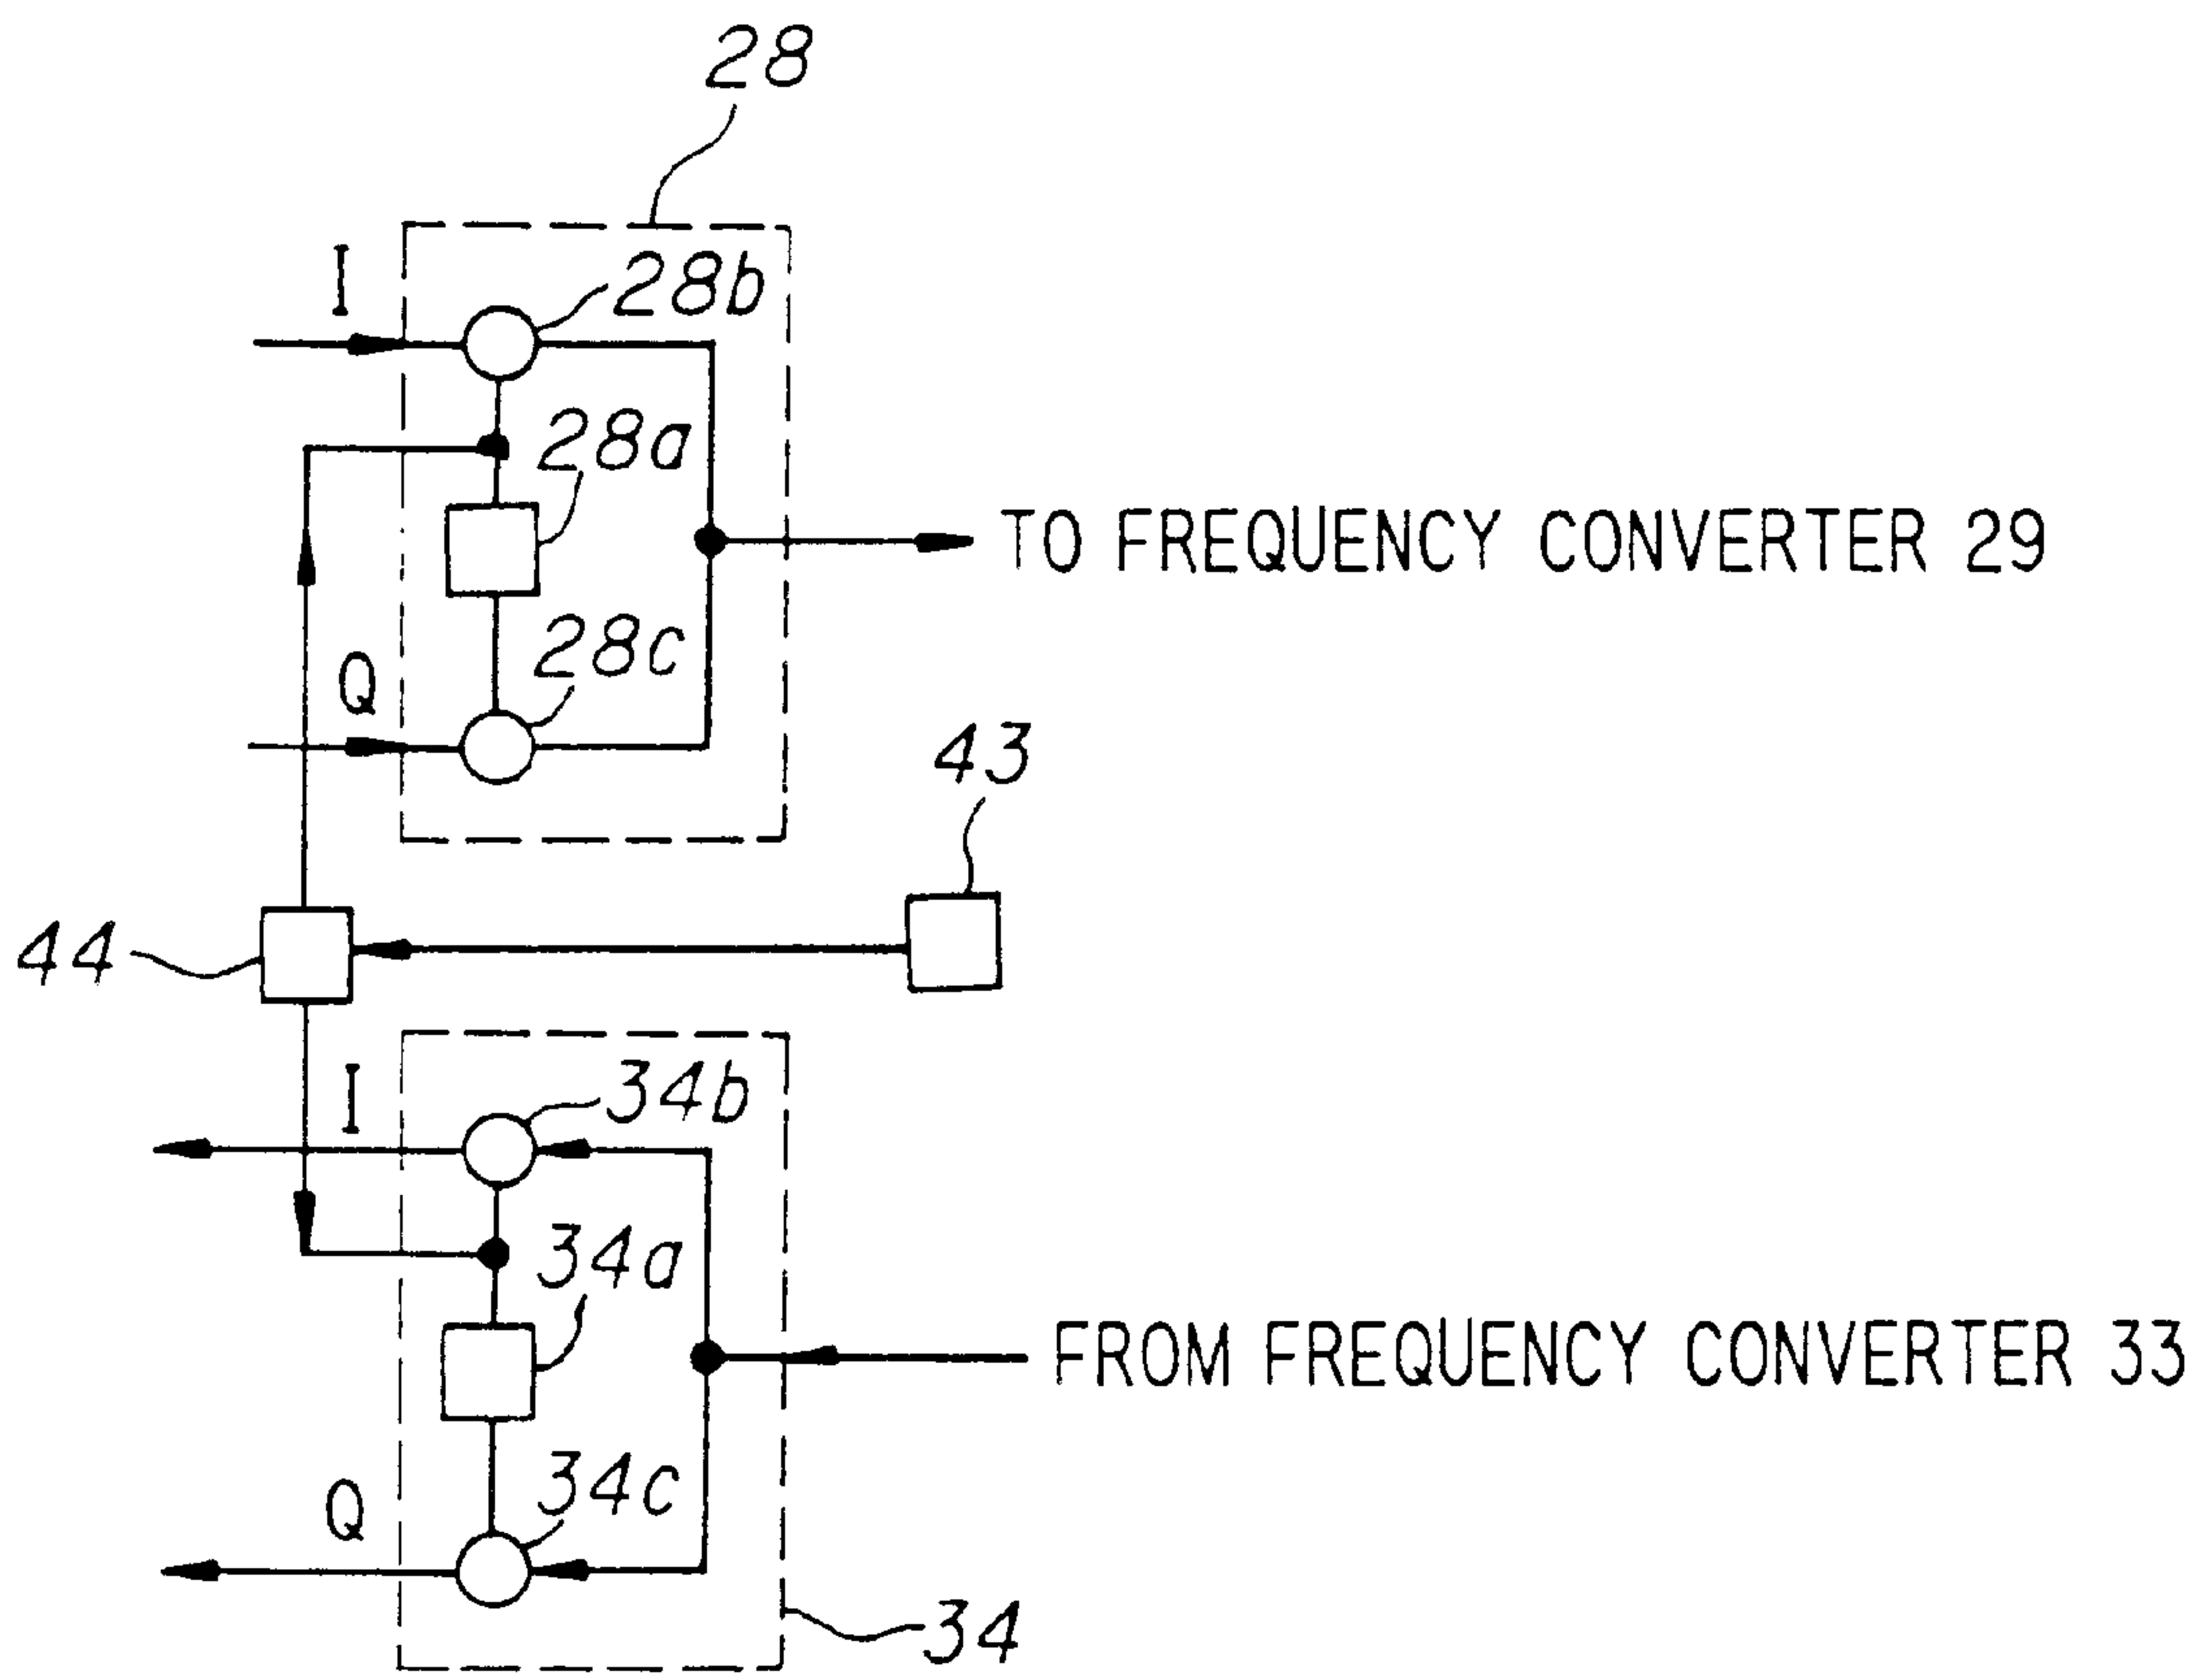 28
I
28b
28a
TO FREQUENCY CONVERTER 29
28c
Q
43
44
I
34b
34a
FROM FREQUENCY CONVERTER 33
34c
Q
34